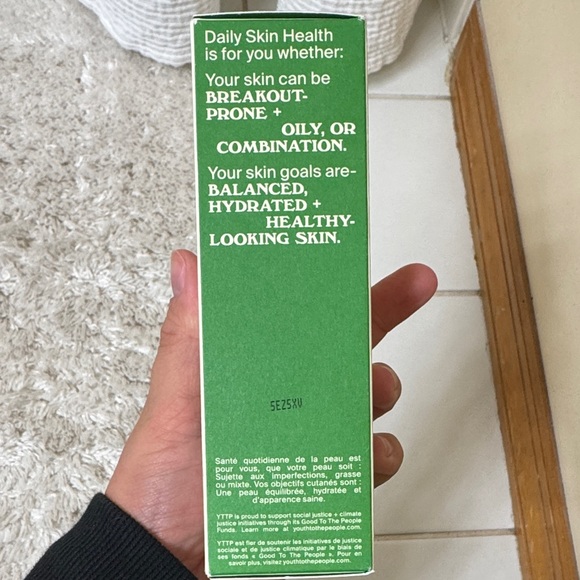 Daily Skin Health
is for you whether:
Your skin can be
BREAKOUT-
PRONE +
OILY, OR
COMBINATION.
Your skin goals are-
BALANCED,
HYDRATED +
HEALTHY-
LOOKING SKIN.
5E25XU
Santé quotidienne de la peau est
pour vous, que votre peau soit :
Sujette aux imperfections, grasse
ou mixte. Vos objectifs cutanés sont :
Une peau équilibrée, hydratée et
d'apparence saine.
YTTP is proud to support social justice + climate
justice initiatives through its Good To The People
Funds. Learn more at youthtothepeople.com.
YTTP est fier de soutenir les initiatives de justice
sociale et de justice climatique par le biais de
ses fonds « Good To The People ». Pour en
savoir plus, visitez youthtothepeople.com.